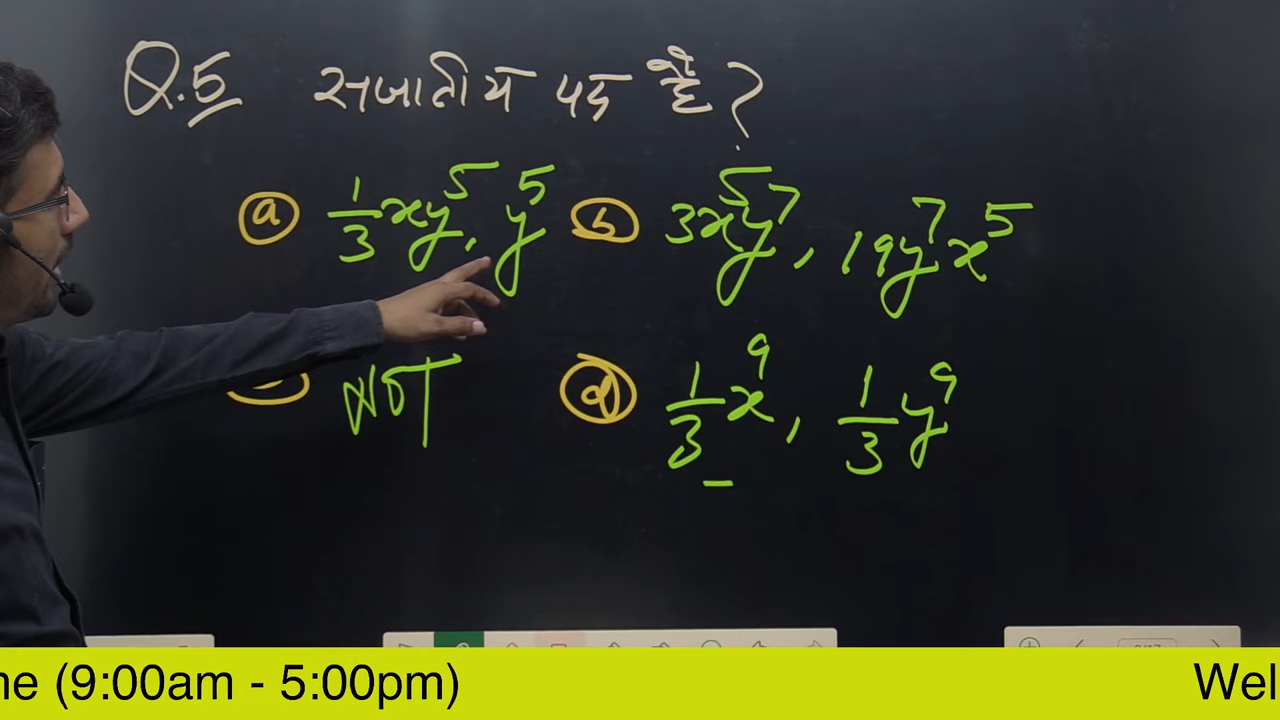 Q.5 सजातीय पद है ?
ⓐ 1/3 xy⁵, y⁵ ⓑ 3x⁵y⁷, 19y⁷x⁵
NOT ⓓ 1/3 x⁹, 1/3 y⁹
ne (9:00am - 5:00pm) Wel